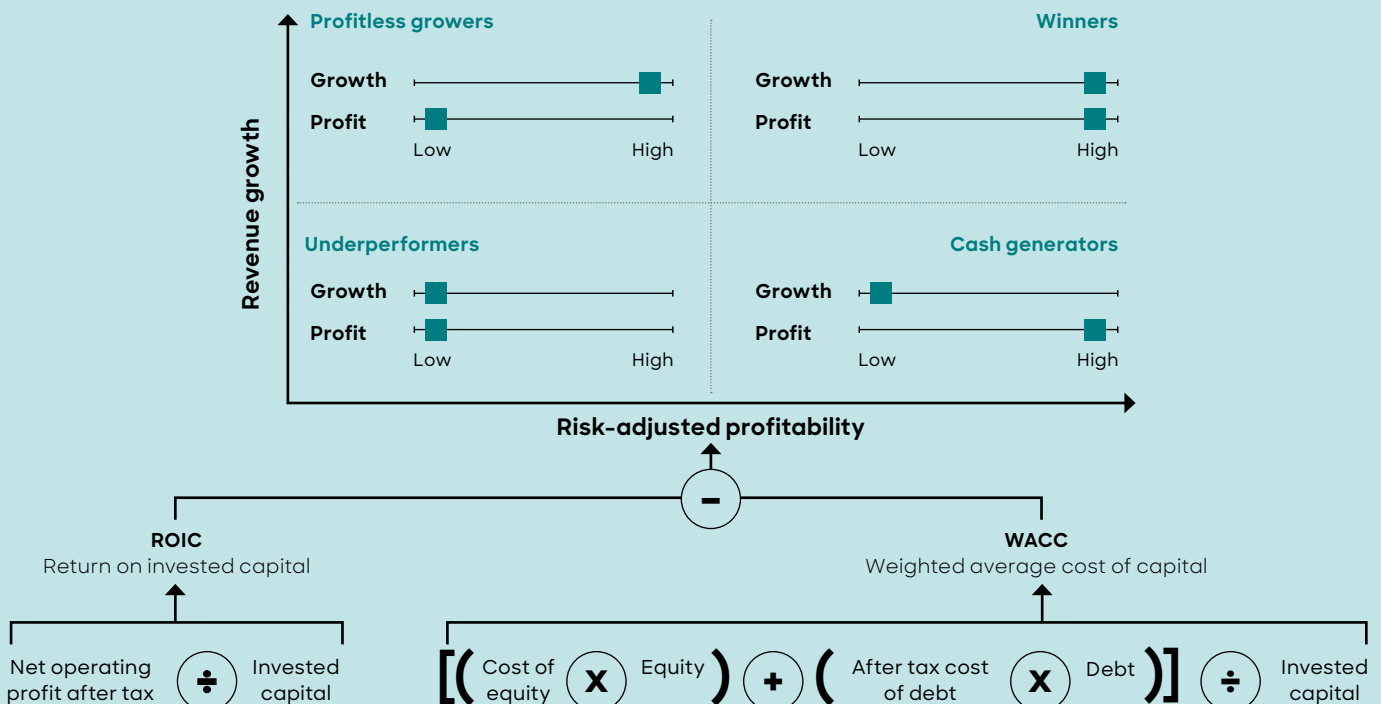 Profitless growers
Growth
Profit
Low High
Winners
Growth
Profit
Low High
Revenue growth
Underperformers
Growth
Profit
Low High
Cash generators
Growth
Profit
Low High
Risk-adjusted profitability
-
ROIC
Return on invested capital
WACC
Weighted average cost of capital
Net operating
profit after tax
÷
Invested
capital
[( Cost of
equity
X
Equity )
+
( After tax cost
of debt
X
Debt )]
÷
Invested
capital